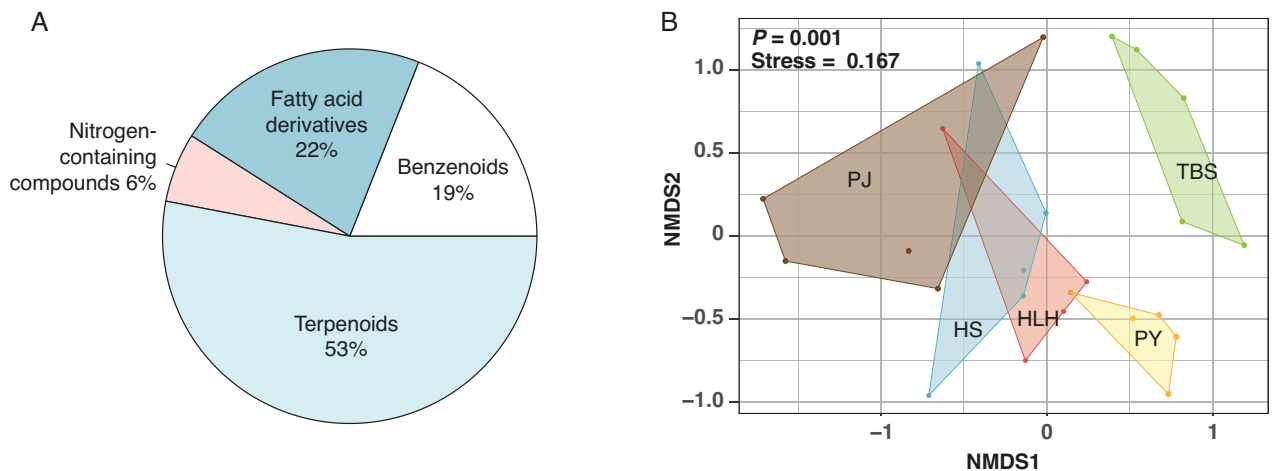 A
Fatty acid
derivatives
22%
Nitrogen-
containing
compounds 6%
Benzenoids
19%
Terpenoids
53%
B
P = 0.001
Stress = 0.167
NMDS2
1.0
0.5
0
−0.5
−1.0
PJ
TBS
HS
HLH
PY
−1
0
1
NMDS1